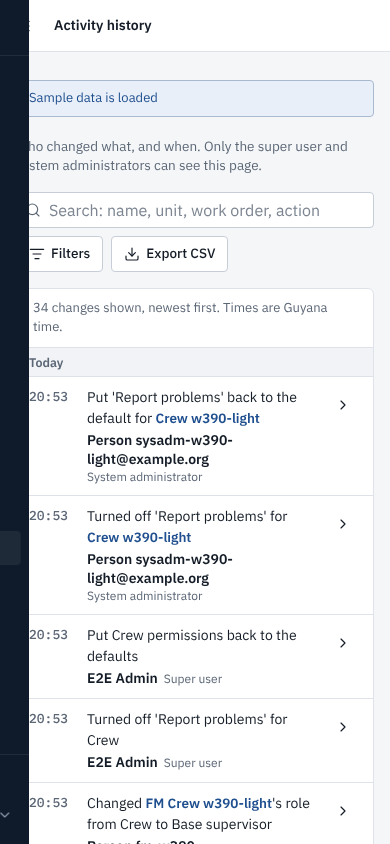 Activity history
Sample data is loaded
ho changed what, and when. Only the super user and
stem administrators can see this page.
Search: name, unit, work order, action
Filters
Export CSV
34 changes shown, newest first. Times are Guyana
time.
Today
20:53
Put 'Report problems' back to the
default for Crew w390-light
Person sysadm-w390-
light@example.org
System administrator
20:53
Turned off 'Report problems' for
Crew w390-light
Person sysadm-w390-
light@example.org
System administrator
20:53
Put Crew permissions back to the
defaults
E2E Admin Super user
20:53
Turned off 'Report problems' for
Crew
E2E Admin Super user
20:53
Changed FM Crew w390-light's role
from Crew to Base supervisor